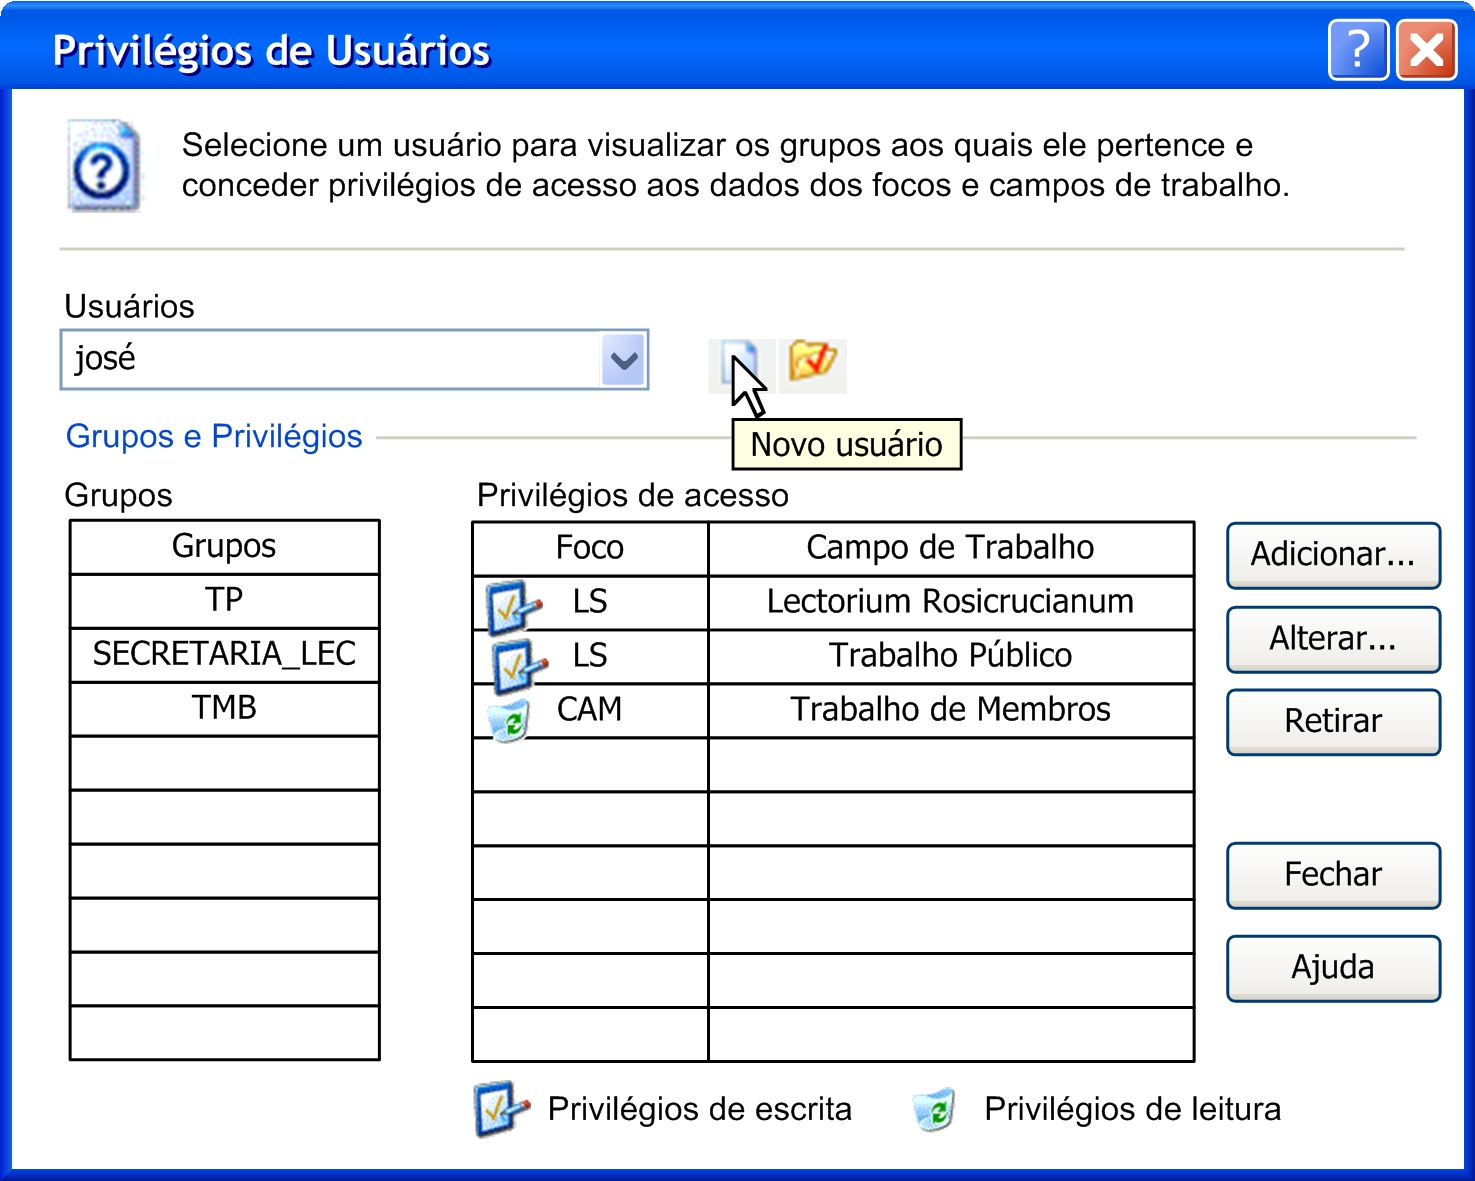 Privilégios de Usuários
?
Selecione um usuário para visualizar os grupos aos quais ele pertence e
conceder privilégios de acesso aos dados dos focos e campos de trabalho.
Usuários
josé
Novo usuário
Grupos e Privilégios
Grupos
Grupos
TP
SECRETARIA_LEC
TMB
Privilégios de acesso
Foco Campo de Trabalho
LS Lectorium Rosicrucianum
LS Trabalho Público
CAM Trabalho de Membros
Adicionar...
Alterar...
Retirar
Fechar
Ajuda
Privilégios de escrita Privilégios de leitura